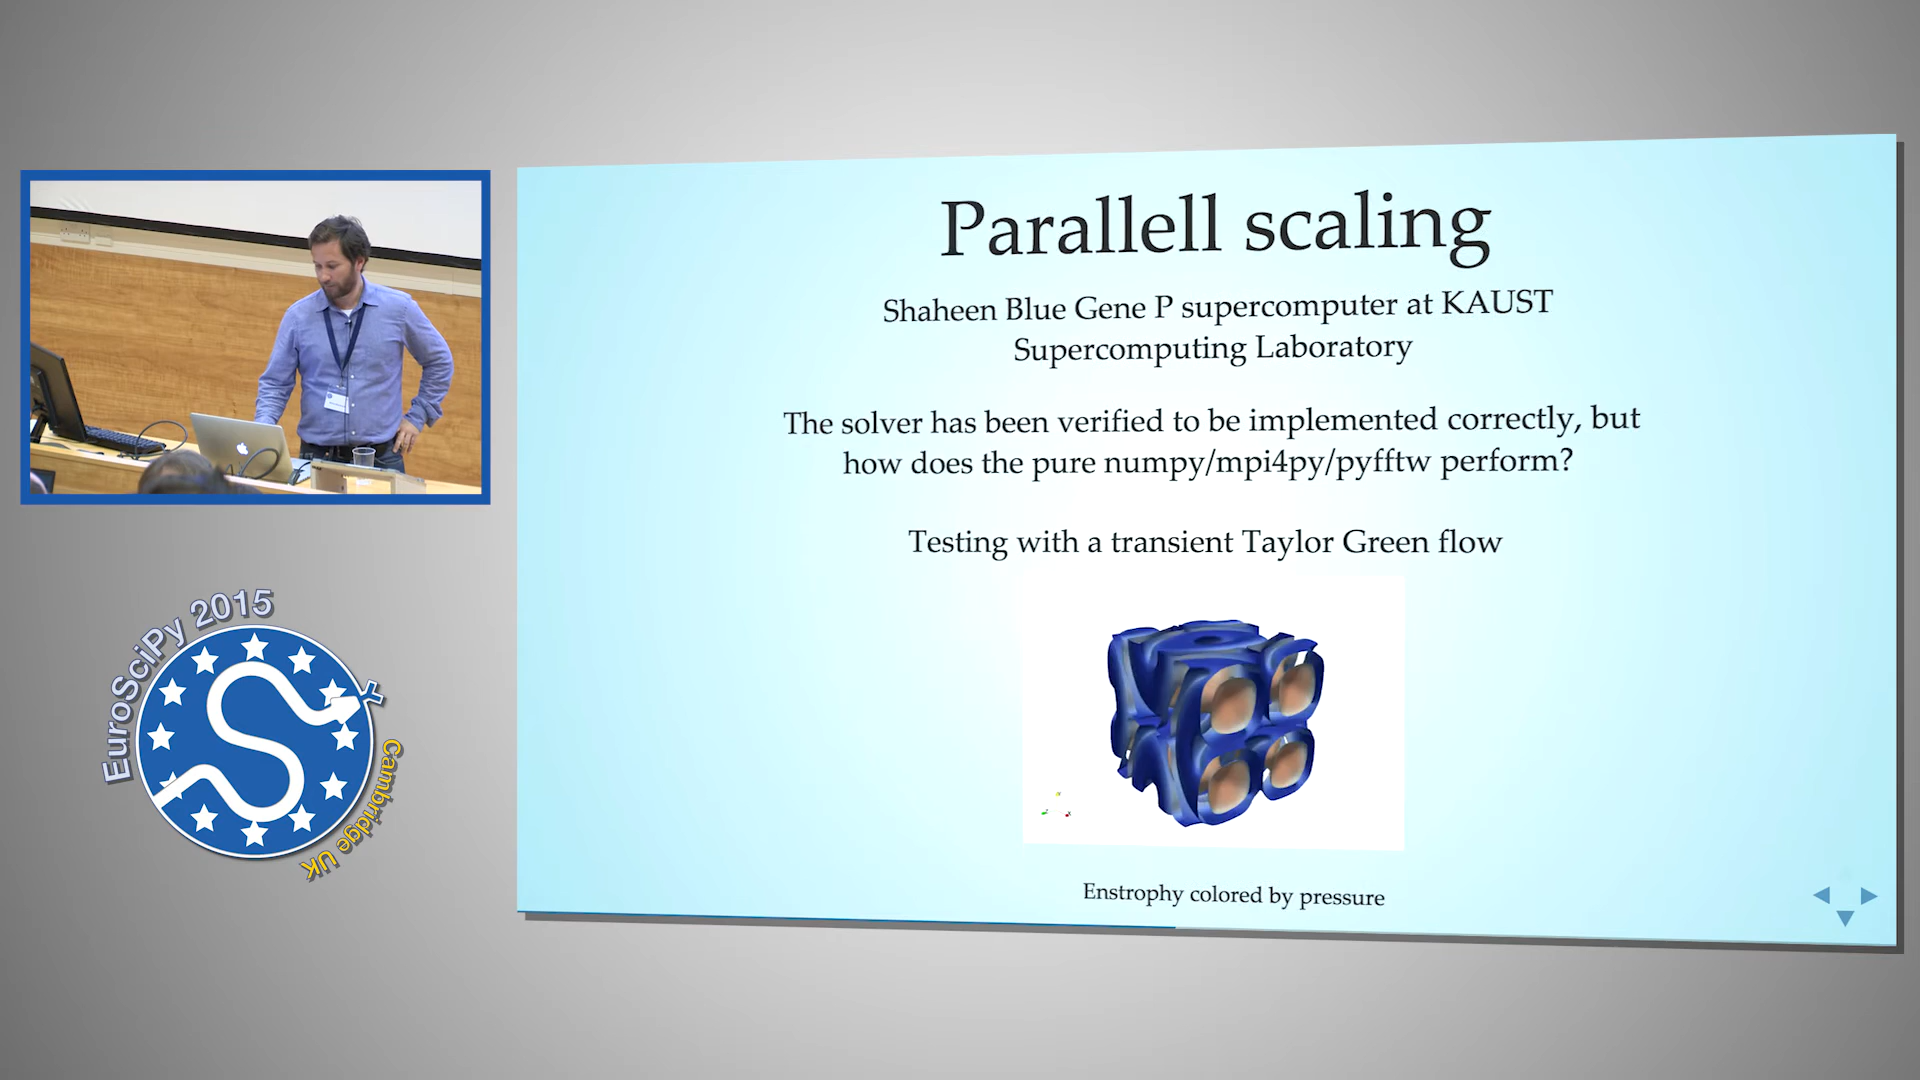 Parallell scaling
Shaheen Blue Gene P supercomputer at KAUST
Supercomputing Laboratory
The solver has been verified to be implemented correctly, but
how does the pure numpy/mpi4py/pyfftw perform?
Testing with a transient Taylor Green flow
Enstrophy colored by pressure
EuroSciPy 2015
Cambridge UK